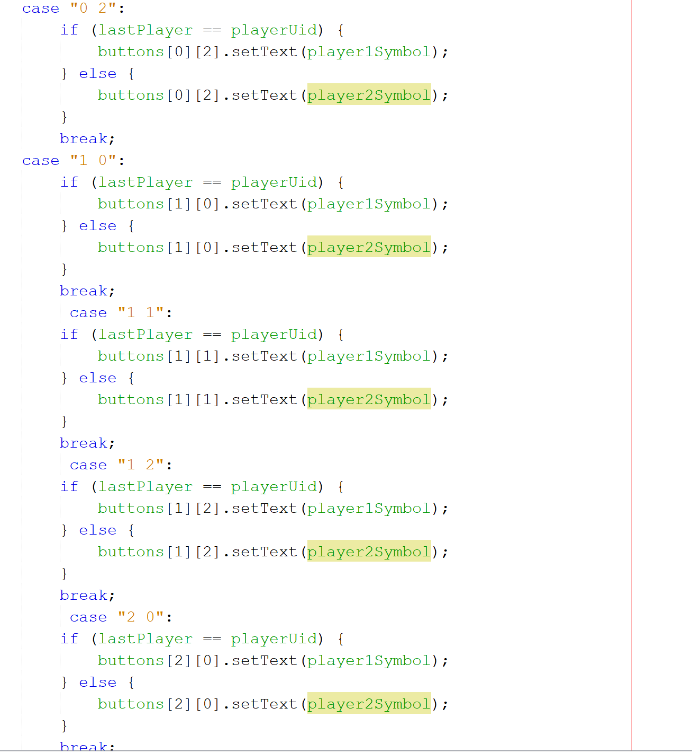 case "0 2":
if (lastPlayer == playerUid) {
buttons[0][2].setText(player1Symbol);
} else {
buttons[0][2].setText(player2Symbol);
}
break;
case "1 0":
if (lastPlayer == playerUid) {
buttons[1][0].setText(player1Symbol);
} else {
buttons[1][0].setText(player2Symbol);
}
break;
case "1 1":
if (lastPlayer == playerUid) {
buttons[1][1].setText(player1Symbol);
} else {
buttons[1][1].setText(player2Symbol);
}
break;
case "1 2":
if (lastPlayer == playerUid) {
buttons[1][2].setText(player1Symbol);
} else {
buttons[1][2].setText(player2Symbol);
}
break;
case "2 0":
if (lastPlayer == playerUid) {
buttons[2][0].setText(player1Symbol);
} else {
buttons[2][0].setText(player2Symbol);
}
break;